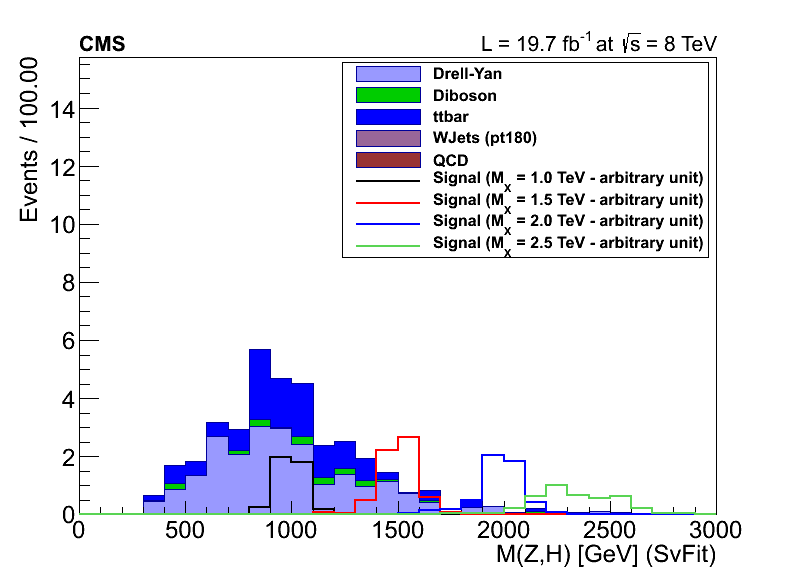 CMS
L = 19.7 fb-1 at √s = 8 TeV
Events / 100.00
14
12
10
8
6
4
2
0
Drell-Yan
Diboson
ttbar
WJets (pt180)
QCD
Signal (MX = 1.0 TeV - arbitrary unit)
Signal (MX = 1.5 TeV - arbitrary unit)
Signal (MX = 2.0 TeV - arbitrary unit)
Signal (MX = 2.5 TeV - arbitrary unit)
0 500 1000 1500 2000 2500 3000
M(Z,H) [GeV] (SvFit)